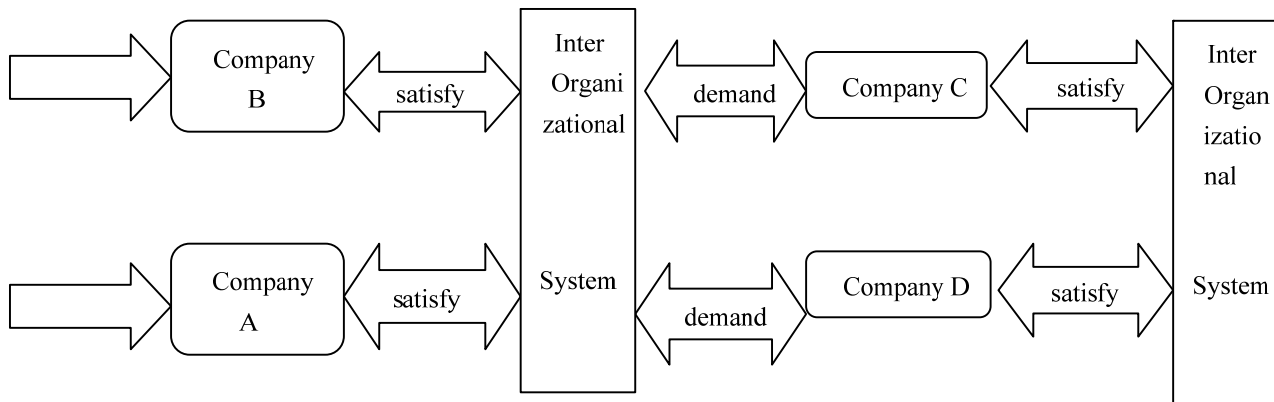 Company
B
satisfy
Inter
Organi
zational
System
demand
Company C
satisfy
Inter
Organ
izatio
nal
System
Company
A
satisfy
demand
Company D
satisfy